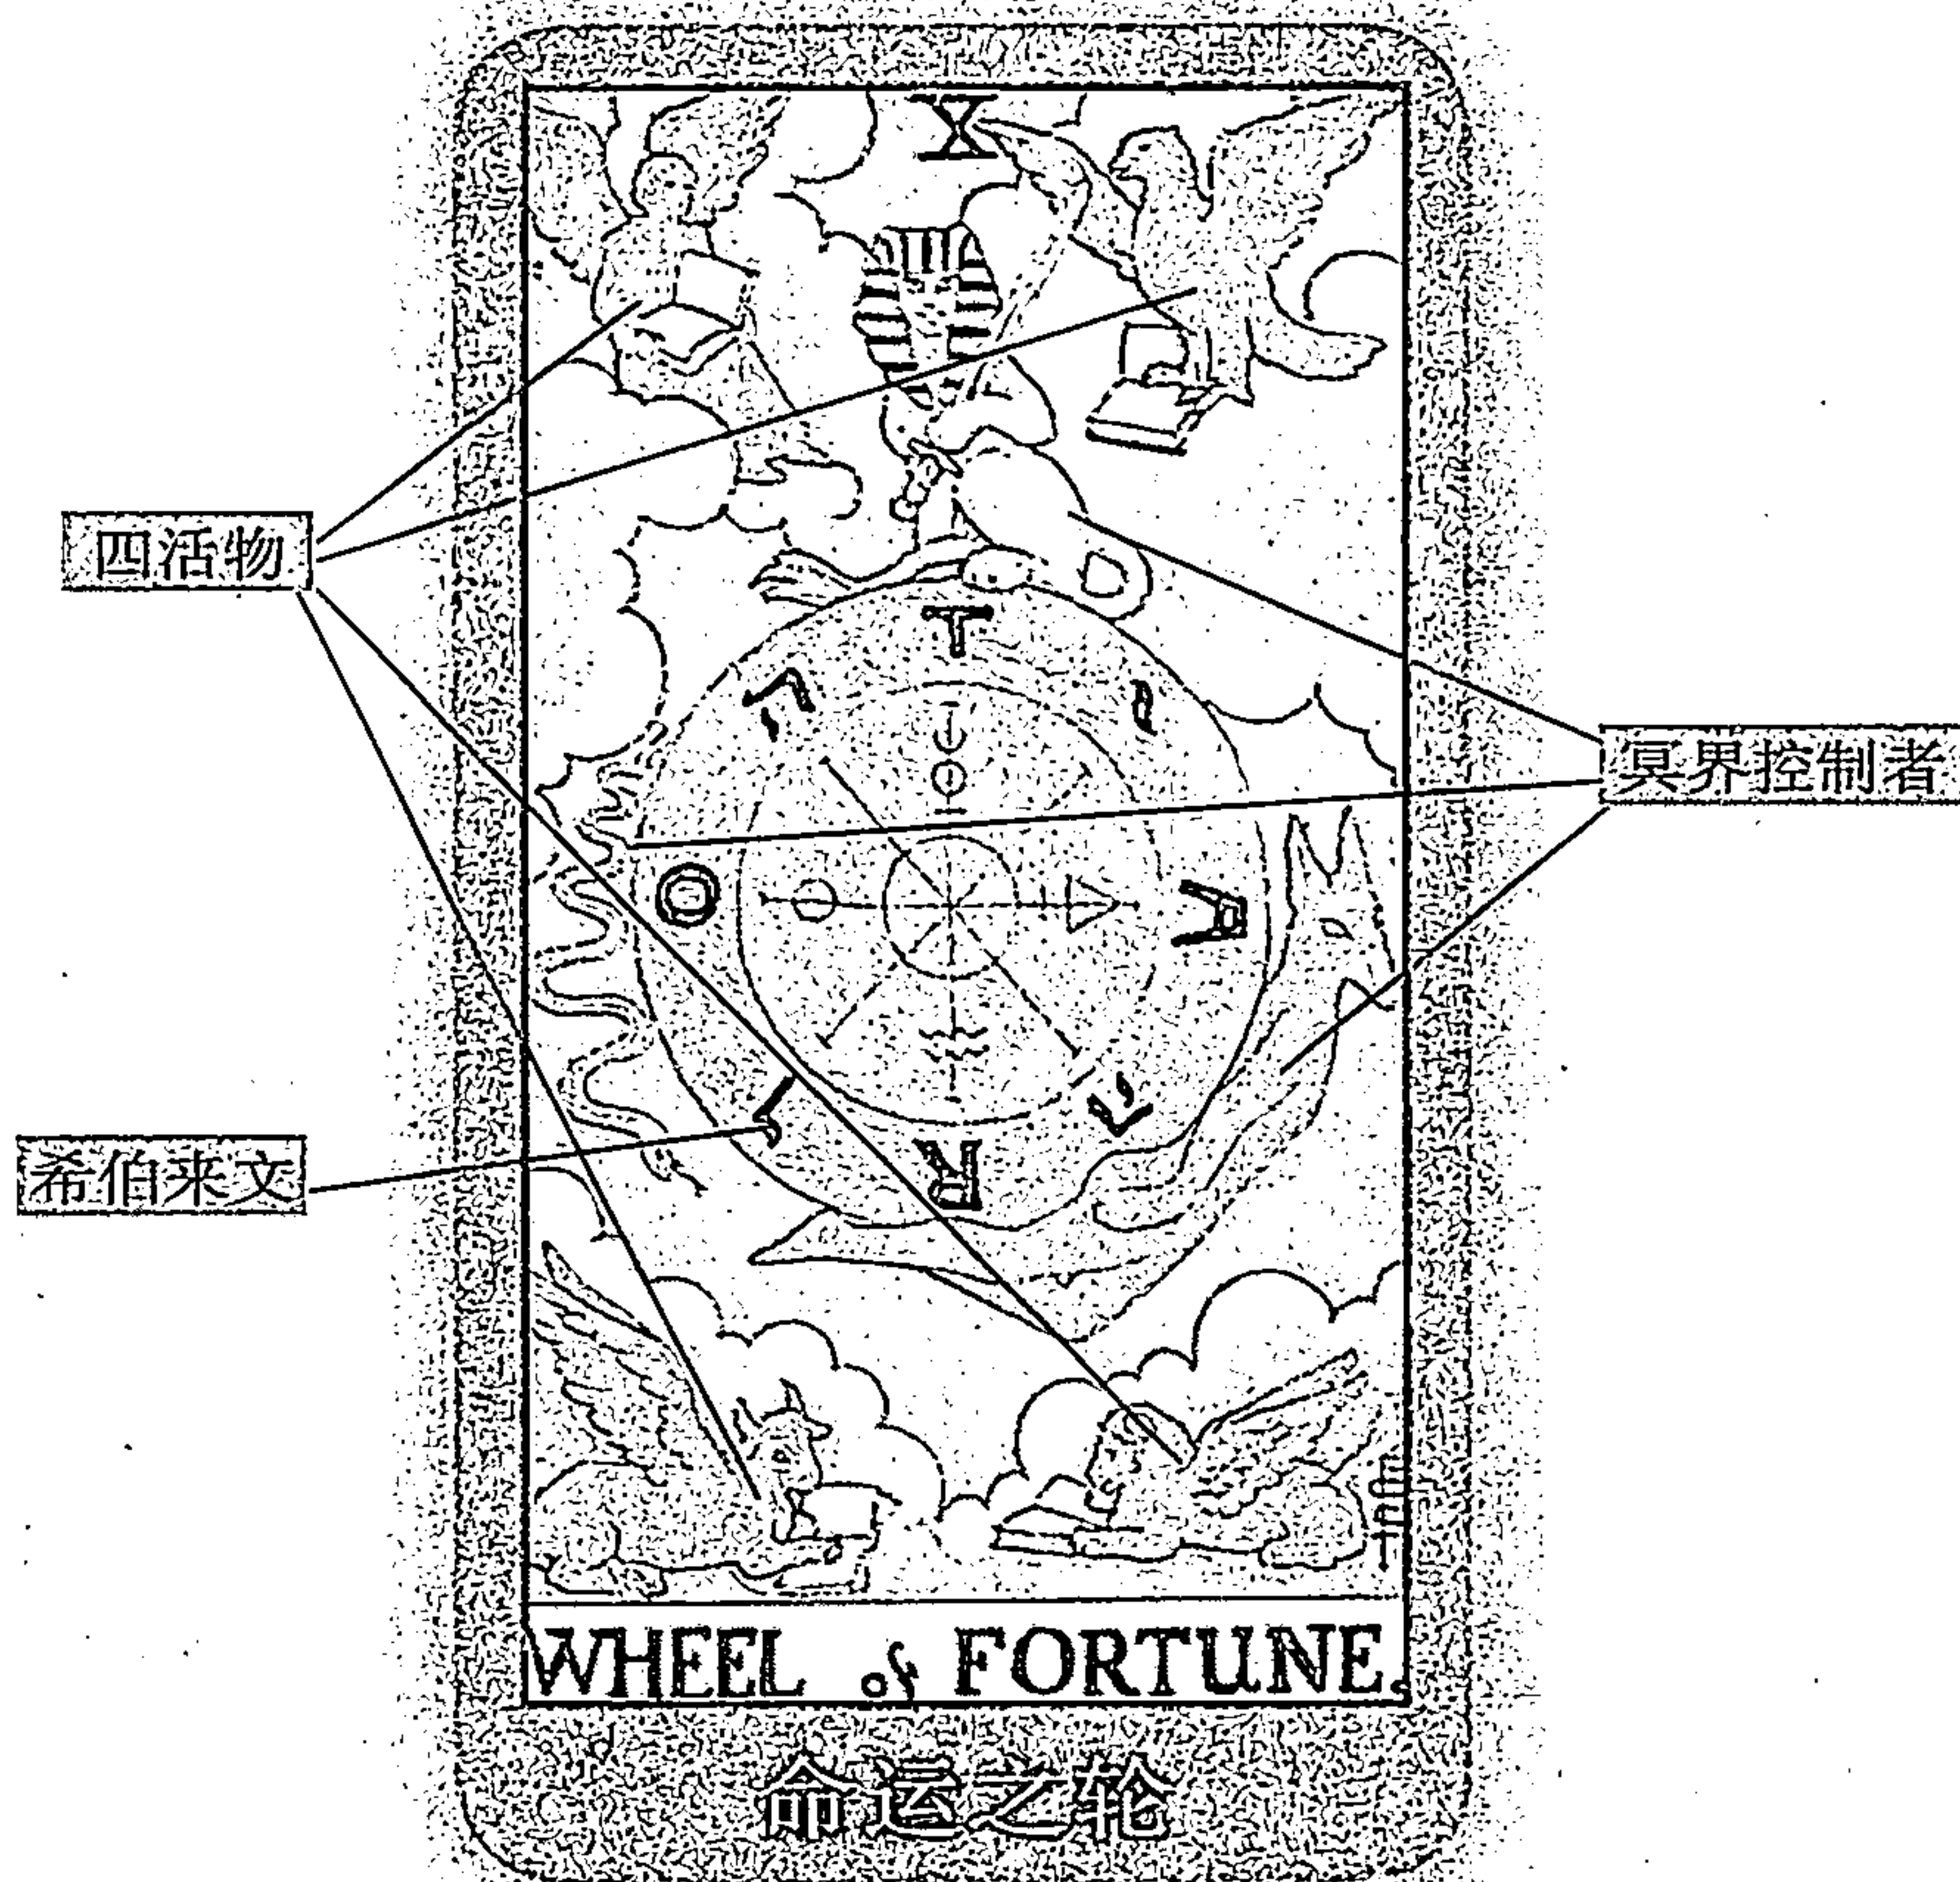 X
四活物
T
ה
י
冥界控制者
O
A
ו
י
R
希伯来文
WHEEL of FORTUNE.
命运之轮